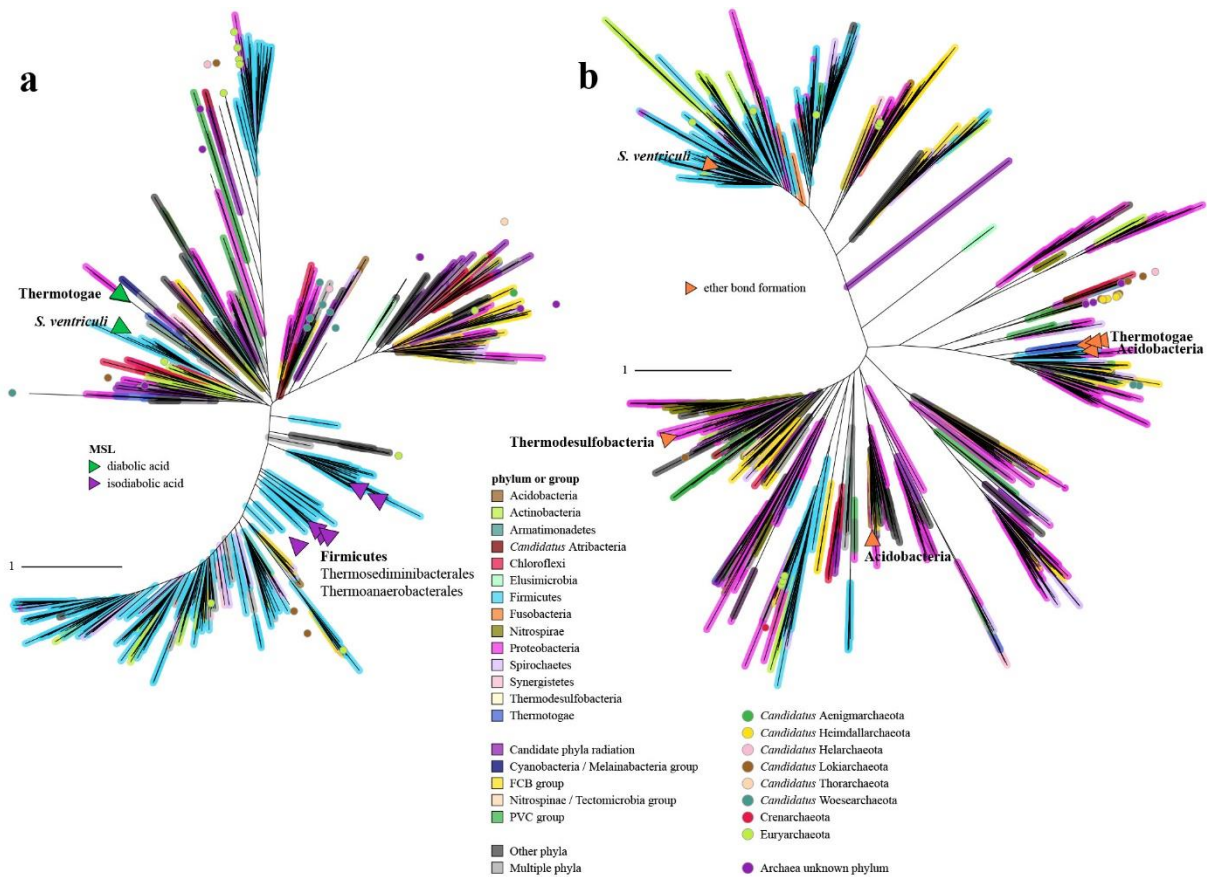 a
Thermotogae
S. ventriculi
MSL
diabolic acid
isodiabolic acid
1
Firmicutes
Thermosediminibacterales
Thermoanaerobacterales
b
S. ventriculi
ether bond formation
1
Thermotogae
Acidobacteria
Thermodesulfobacteria
Acidobacteria
phylum or group
Acidobacteria
Actinobacteria
Armatimonadetes
Candidatus Atribacteria
Chloroflexi
Elusimicrobia
Firmicutes
Fusobacteria
Nitrospirae
Proteobacteria
Spirochaetes
Synergistetes
Thermodesulfobacteria
Thermotogae
Candidate phyla radiation
Cyanobacteria / Melainabacteria group
FCB group
Nitrospinae / Tectomicrobia group
PVC group
Other phyla
Multiple phyla
Candidatus Aenigmarchaeota
Candidatus Heimdallarchaeota
Candidatus Helarchaeota
Candidatus Lokiarchaeota
Candidatus Thorarchaeota
Candidatus Woesearchaeota
Crenarchaeota
Euryarchaeota
Archaea unknown phylum